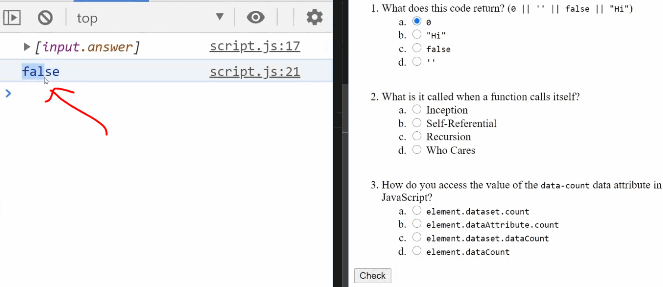 top
[input.answer] script.js:17
false script.js:21
1. What does this code return? (0 || '' || false || "Hi")
a. 0
b. "Hi"
c. false
d. ''
2. What is it called when a function calls itself?
a. Inception
b. Self-Referential
c. Recursion
d. Who Cares
3. How do you access the value of the data-count data attribute in
JavaScript?
a. element.dataset.count
b. element.dataAttribute.count
c. element.dataset.dataCount
d. element.dataCount
Check